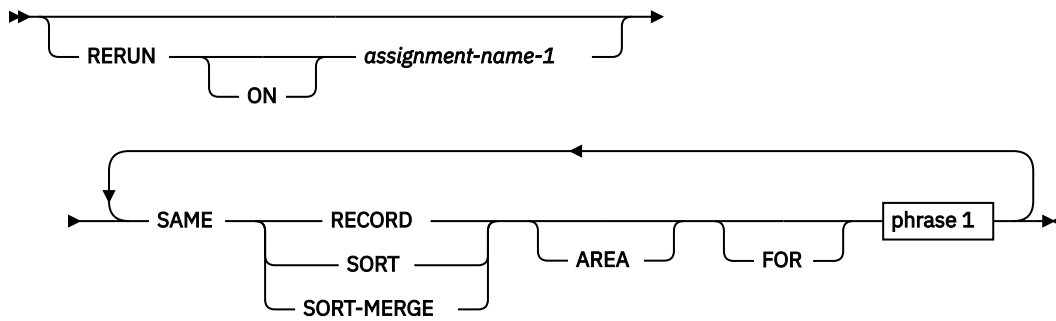 RERUN assignment-name-1
ON
SAME RECORD phrase 1
SORT AREA FOR
SORT-MERGE